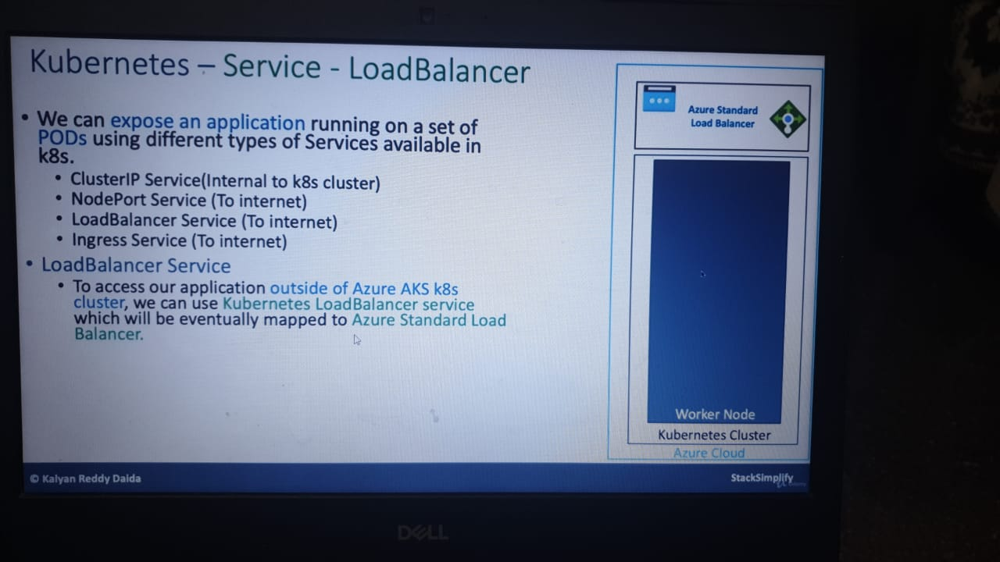 Kubernetes – Service - LoadBalancer
• We can expose an application running on a set of
PODs using different types of Services available in
k8s.
• ClusterIP Service(Internal to k8s cluster)
• NodePort Service (To internet)
• LoadBalancer Service (To internet)
• Ingress Service (To internet)
• LoadBalancer Service
• To access our application outside of Azure AKS k8s
cluster, we can use Kubernetes LoadBalancer service
which will be eventually mapped to Azure Standard Load
Balancer.
Azure Standard
Load Balancer
Worker Node
Kubernetes Cluster
Azure Cloud
© Kalyan Reddy Daida
StackSimplify
DELL